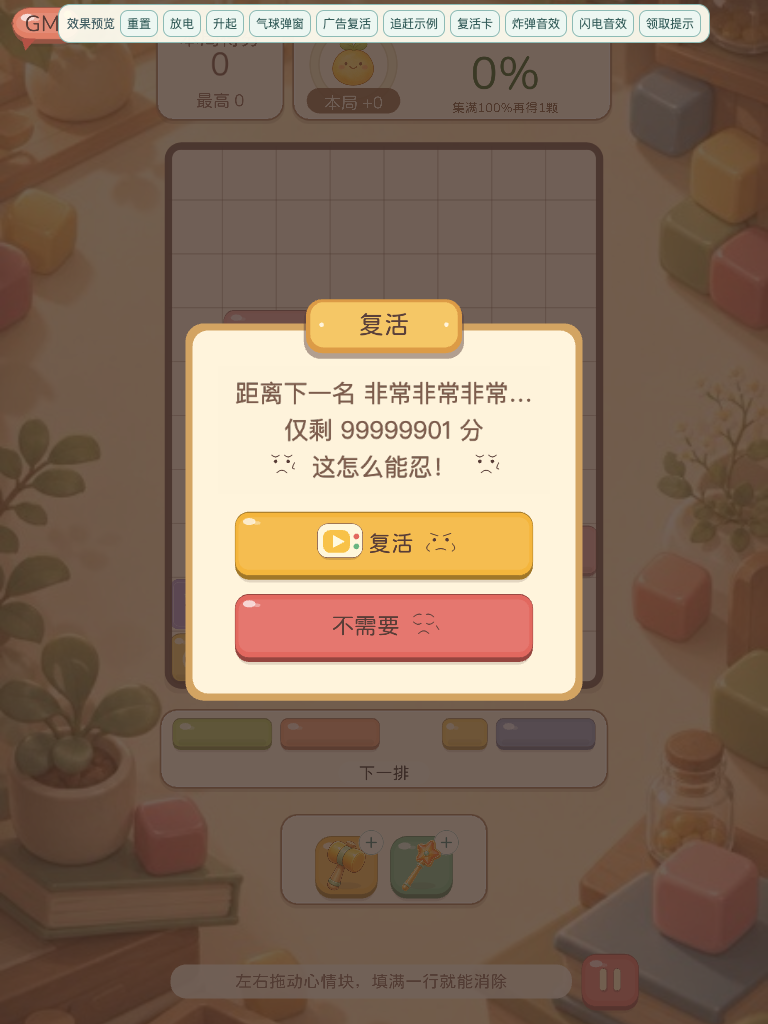 GM
效果预览 重置 放电 升起 气球弹窗 广告复活 追赶示例 复活卡 炸弹音效 闪电音效 领取提示
0
最高 0
本局 +0
0%
集满100%再得1颗
复活
距离下一名 非常非常非常...
仅剩 99999901 分
这怎么能忍!
复活
不需要
下一排
左右拖动心情块，填满一行就能消除